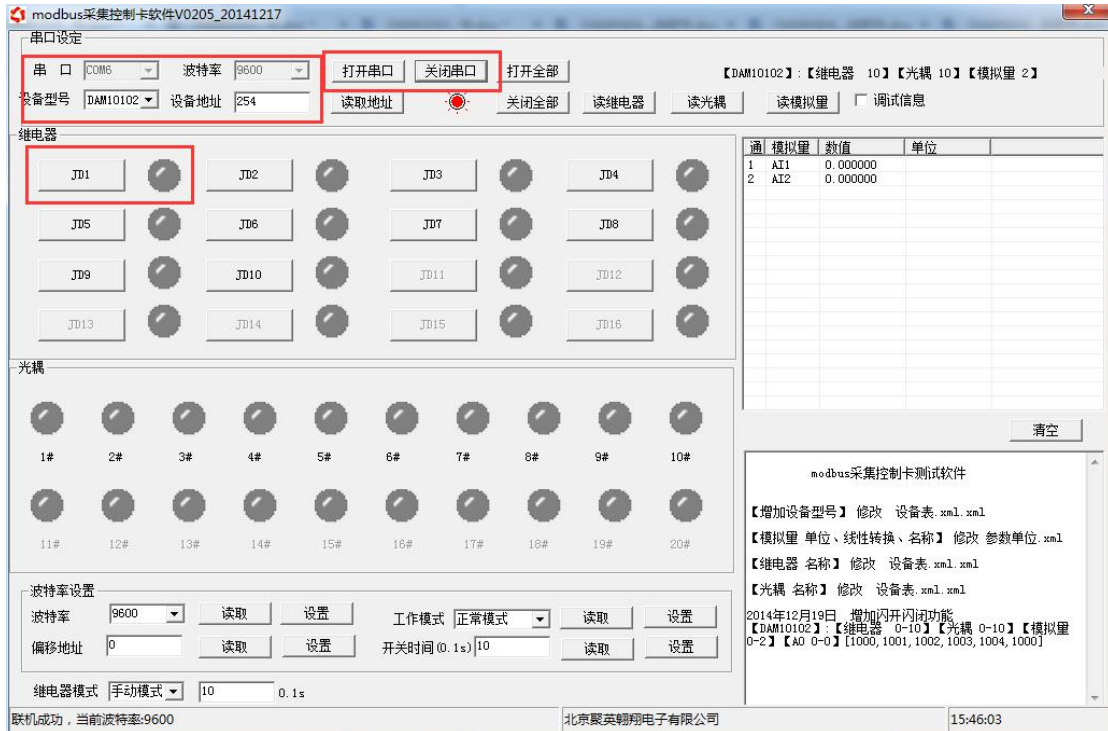 modbus采集控制卡软件V0205_20141217
串口设定
串 口 COM6 波特率 9600 打开串口 关闭串口 打开全部 【DAM10102】:【继电器 10】【光耦 10】【模拟量 2】
设备型号 DAM10102 设备地址 254 读取地址 关闭全部 读继电器 读光耦 读模拟量 调试信息
继电器
JD1 JD2 JD3 JD4
JD5 JD6 JD7 JD8
JD9 JD10 JD11 JD12
JD13 JD14 JD15 JD16
通 模拟量 数值 单位
1 AI1 0.000000
2 AI2 0.000000
清空
光耦
1# 2# 3# 4# 5# 6# 7# 8# 9# 10#
11# 12# 13# 14# 15# 16# 17# 18# 19# 20#
modbus采集控制卡测试软件
【增加设备型号】 修改 设备表.xml.xml
【模拟量 单位、线性转换、名称】 修改 参数单位.xml
【继电器 名称】 修改 设备表.xml.xml
【光耦 名称】 修改 设备表.xml.xml
2014年12月19日 增加闪开闪闭功能
【DAM10102】:【继电器 0-10】【光耦 0-10】【模拟量
0-2】【AO 0-0】[1000,1001,1002,1003,1004,1000]
波特率设置
波特率 9600 读取 设置 工作模式 正常模式 读取 设置
偏移地址 0 读取 设置 开关时间(0.1s) 10 读取 设置
继电器模式 手动模式 10 0.1s
联机成功，当前波特率:9600 北京聚英翱翔电子有限公司 15:46:03